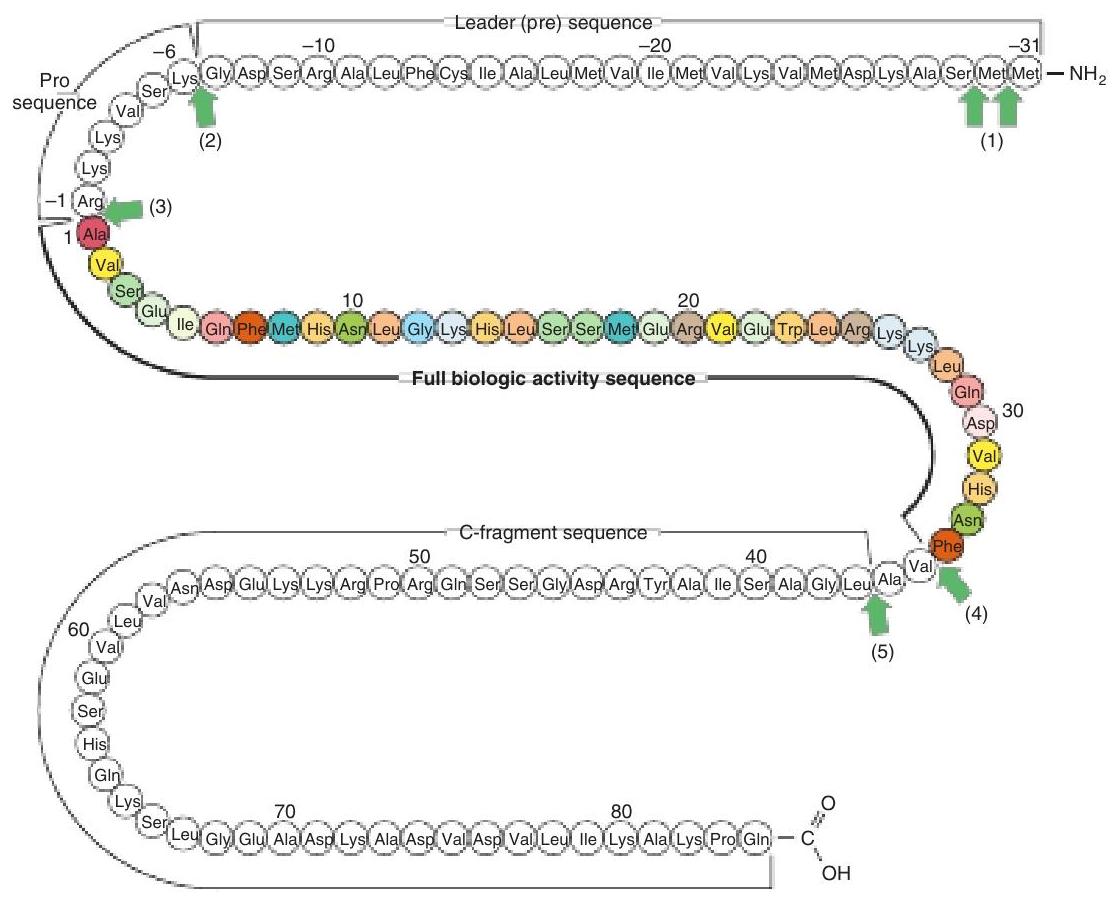 Leader (pre) sequence
–6 –10 –20 –31
Lys Gly Asp Ser Arg Ala Leu Phe Cys Ile Ala Leu Met Val Ile Met Val Lys Val Met Asp Lys Ala Ser Met Met – NH2
Pro
sequence
Ser
Val
(2)
(1)
Lys
Lys
–1 Arg
(3)
1 Ala
Val
Ser
Glu
10 20
Ile Gln Phe Met His Asn Leu Gly Lys His Leu Ser Ser Met Glu Arg Val Glu Trp Leu Arg Lys Lys
Leu
Full biologic activity sequence
Gln
Asp 30
Val
His
Asn
Phe
(4)
C-fragment sequence
50 40
Asn Asp Glu Lys Lys Arg Pro Arg Gln Ser Ser Gly Asp Arg Tyr Ala Ile Ser Ala Gly Leu Ala Val
(5)
Val
Leu
60 Val
Glu
Ser
His
Gln
Lys
Ser
70 80
Leu Gly Glu Ala Asp Lys Ala Asp Val Asp Val Leu Ile Lys Ala Lys Pro Gln – C
O
OH